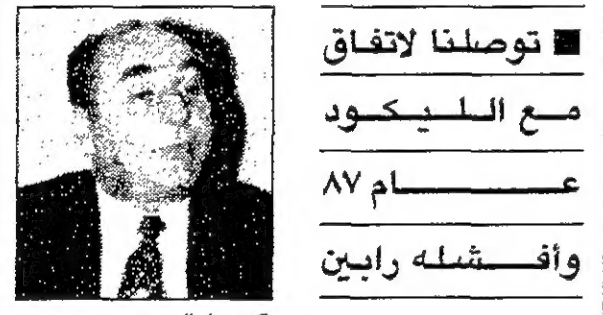 ■ توصلنا لاتفاق
مع الليكود
عام ٨٧
وأفشله رابين